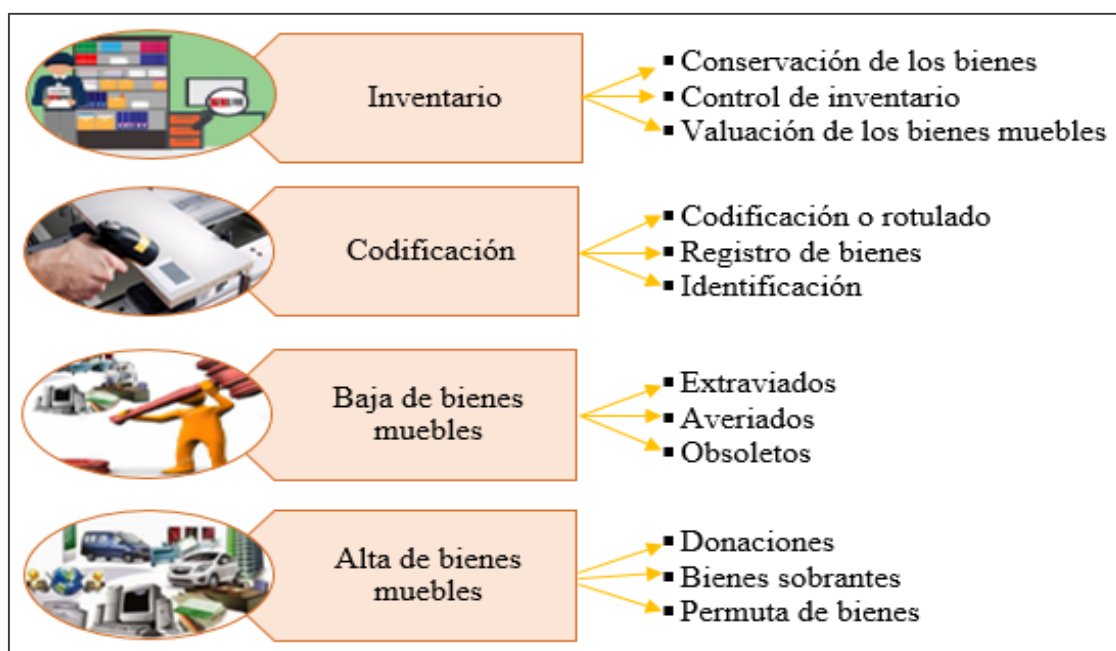 Inventario
▪ Conservación de los bienes
▪ Control de inventario
▪ Valuación de los bienes muebles
Codificación
▪ Codificación o rotulado
▪ Registro de bienes
▪ Identificación
Baja de bienes
muebles
▪ Extraviados
▪ Averiados
▪ Obsoletos
Alta de bienes
muebles
▪ Donaciones
▪ Bienes sobrantes
▪ Permuta de bienes